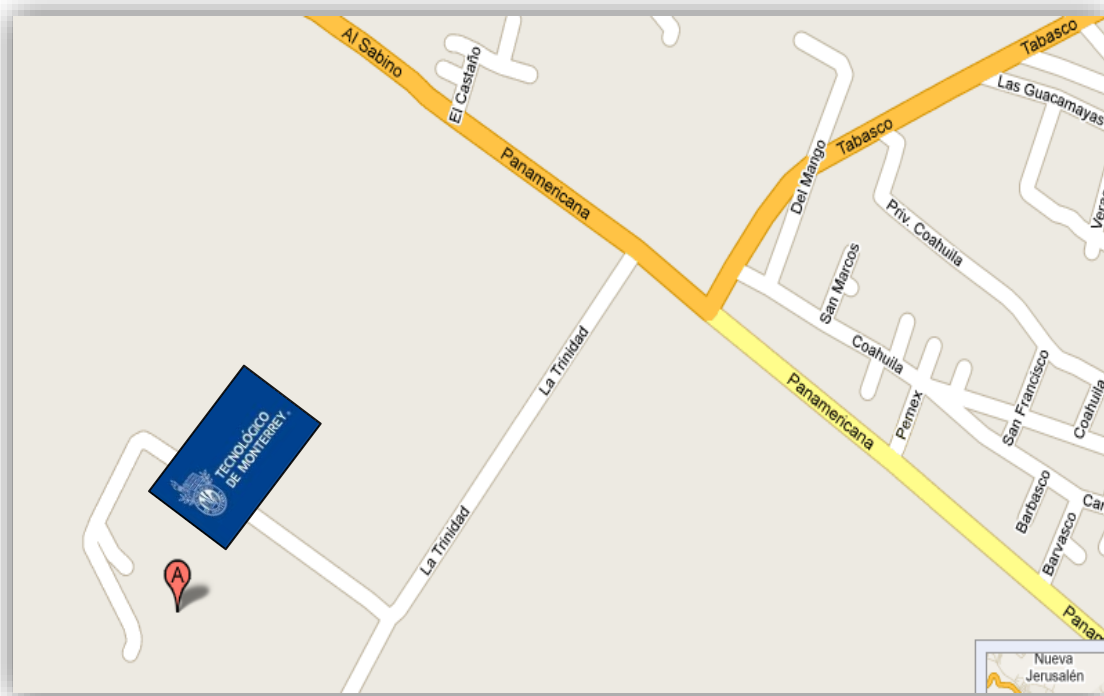 Al Sabino
El Castaño
Panamericana
Tabasco
Las Guacamayas
Tabasco
Del Mango
Priv. Coahuila
San Marcos
Coahuila
La Trinidad
Panamericana
Pemex
San Francisco
Coahuila
TECNOLÓGICO
DE MONTERREY®
La Trinidad
Barbasco
Barvasco
A
Nueva
Jerusalén